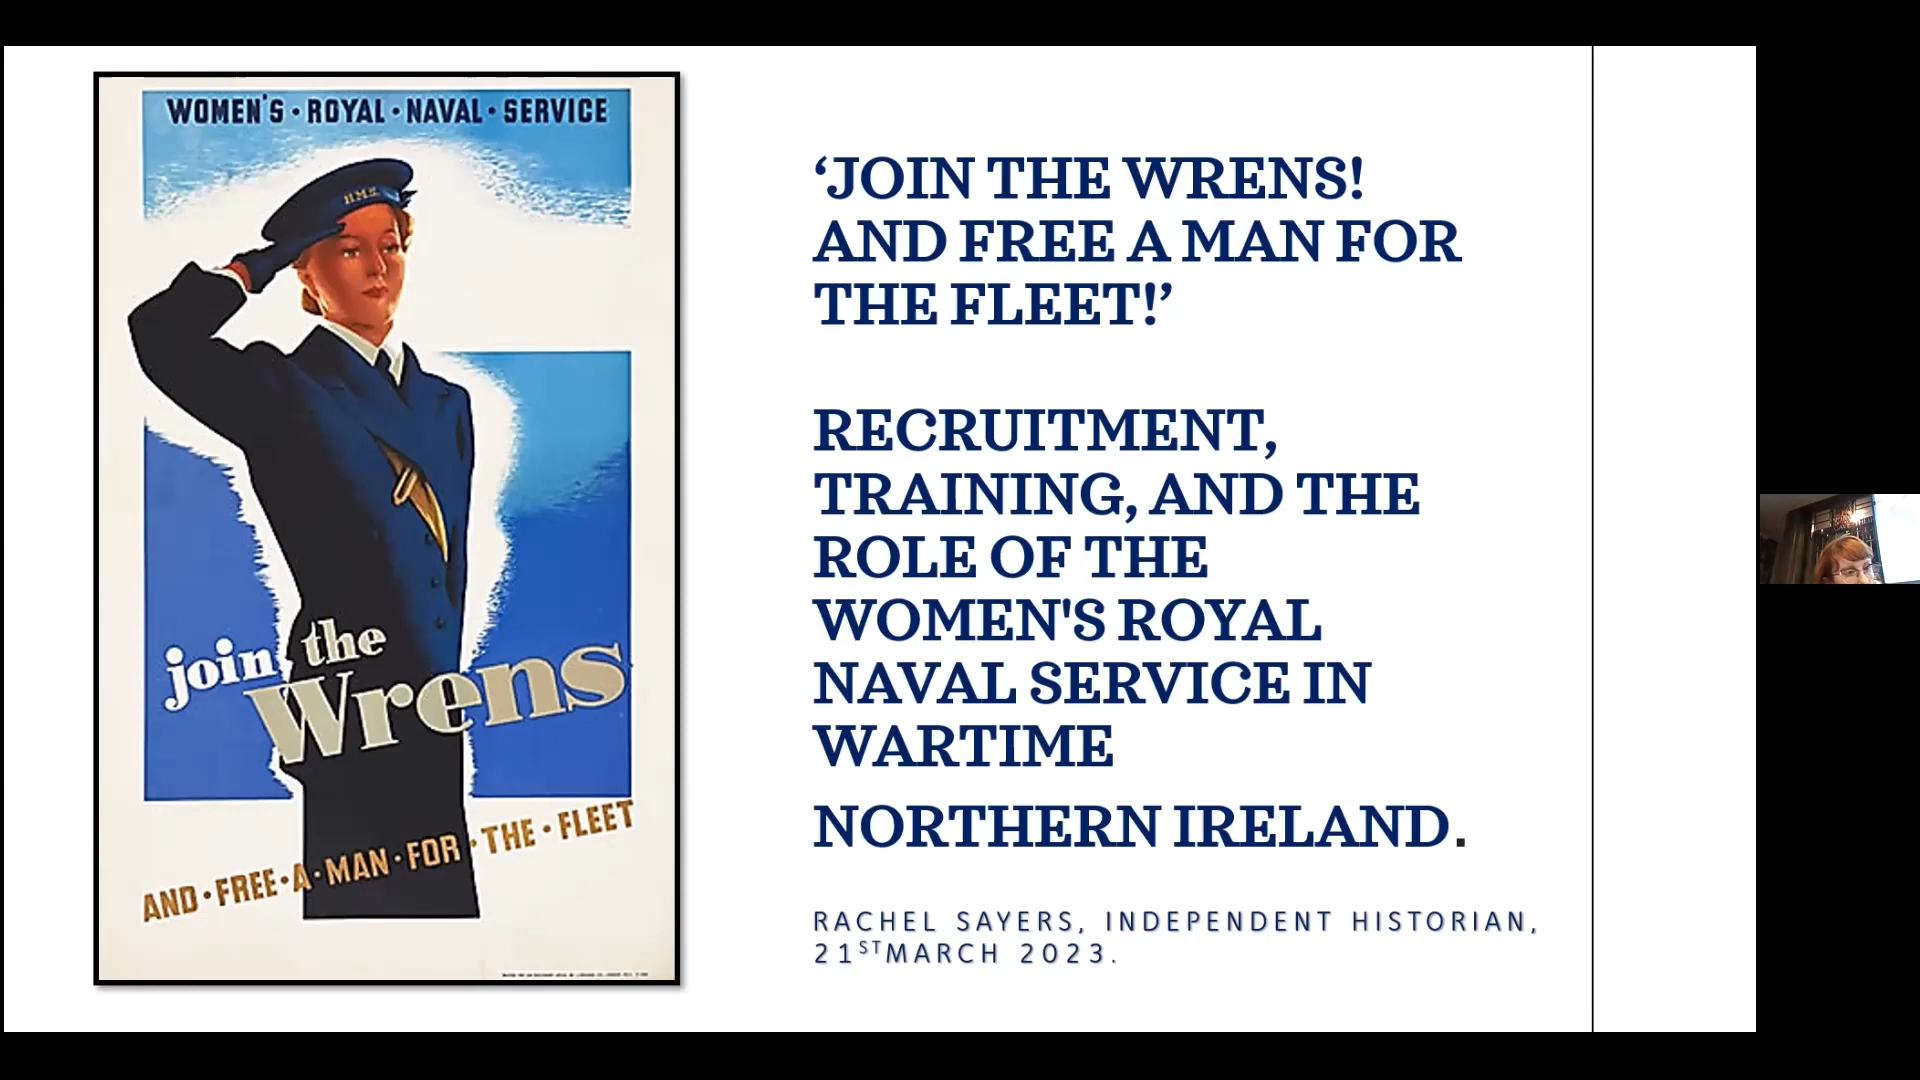 WOMEN'S · ROYAL · NAVAL · SERVICE
H.M.S.
join the
Wrens
AND · FREE · A · MAN · FOR · THE · FLEET
‘JOIN THE WRENS!
AND FREE A MAN FOR
THE FLEET!’
RECRUITMENT,
TRAINING, AND THE
ROLE OF THE
WOMEN'S ROYAL
NAVAL SERVICE IN
WARTIME
NORTHERN IRELAND.
RACHEL SAYERS, INDEPENDENT HISTORIAN,
21STMARCH 2023.